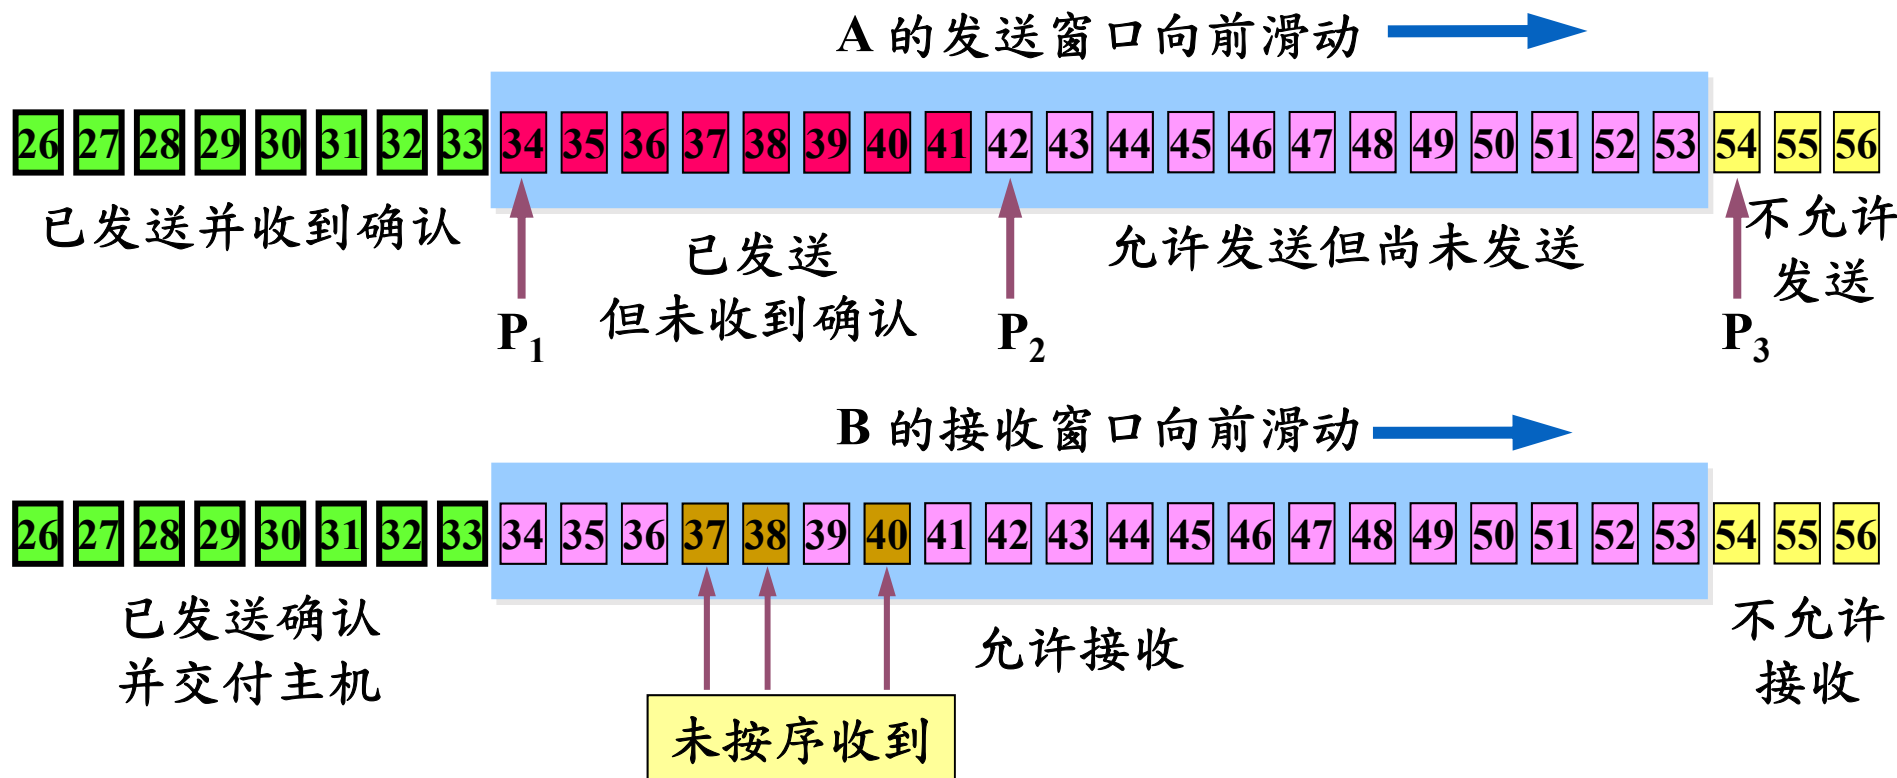 A 的发送窗口向前滑动
26 27 28 29 30 31 32 33 34 35 36 37 38 39 40 41 42 43 44 45 46 47 48 49 50 51 52 53 54 55 56
已发送并收到确认
已发送
但未收到确认
允许发送但尚未发送
不允许
发送
P1
P2
P3
B 的接收窗口向前滑动
26 27 28 29 30 31 32 33 34 35 36 37 38 39 40 41 42 43 44 45 46 47 48 49 50 51 52 53 54 55 56
已发送确认
并交付主机
允许接收
不允许
接收
未按序收到